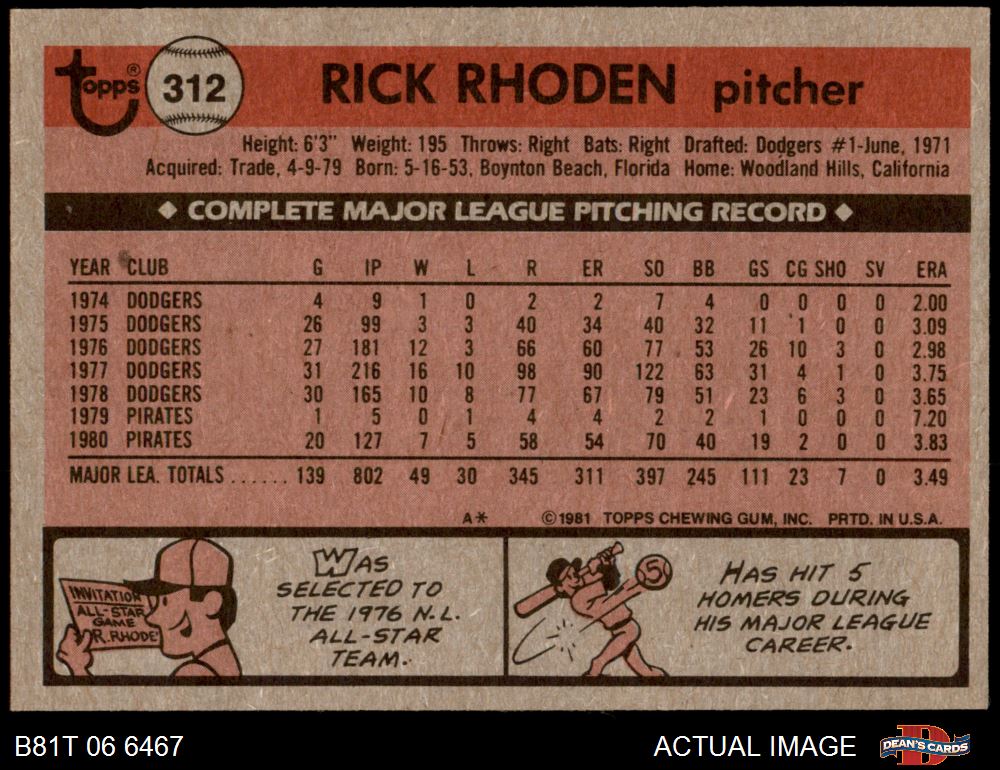 topps® 312 RICK RHODEN pitcher
Height: 6'3" Weight: 195 Throws: Right Bats: Right Drafted: Dodgers #1-June, 1971
Acquired: Trade, 4-9-79 Born: 5-16-53, Boynton Beach, Florida Home: Woodland Hills, California
◆ COMPLETE MAJOR LEAGUE PITCHING RECORD ◆
YEAR CLUB G IP W L R ER SO BB GS CG SHO SV ERA
1974 DODGERS 4 9 1 0 2 2 7 4 0 0 0 0 2.00
1975 DODGERS 26 99 3 3 40 34 40 32 11 1 0 0 3.09
1976 DODGERS 27 181 12 3 66 60 77 53 26 10 3 0 2.98
1977 DODGERS 31 216 16 10 98 90 122 63 31 4 1 0 3.75
1978 DODGERS 30 165 10 8 77 67 79 51 23 6 3 0 3.65
1979 PIRATES 1 5 0 1 4 4 2 2 1 0 0 0 7.20
1980 PIRATES 20 127 7 5 58 54 70 40 19 2 0 0 3.83
MAJOR LEA. TOTALS ...... 139 802 49 30 345 311 397 245 111 23 7 0 3.49
A* ©1981 TOPPS CHEWING GUM, INC. PRTD. IN U.S.A.
INVITATION
ALL-STAR
GAME
R. RHODE
WAS
SELECTED TO
THE 1976 N.L.
ALL-STAR
TEAM.
5
HAS HIT 5
HOMERS DURING
HIS MAJOR LEAGUE
CAREER.
B81T 06 6467 ACTUAL IMAGE DEAN'S CARDS